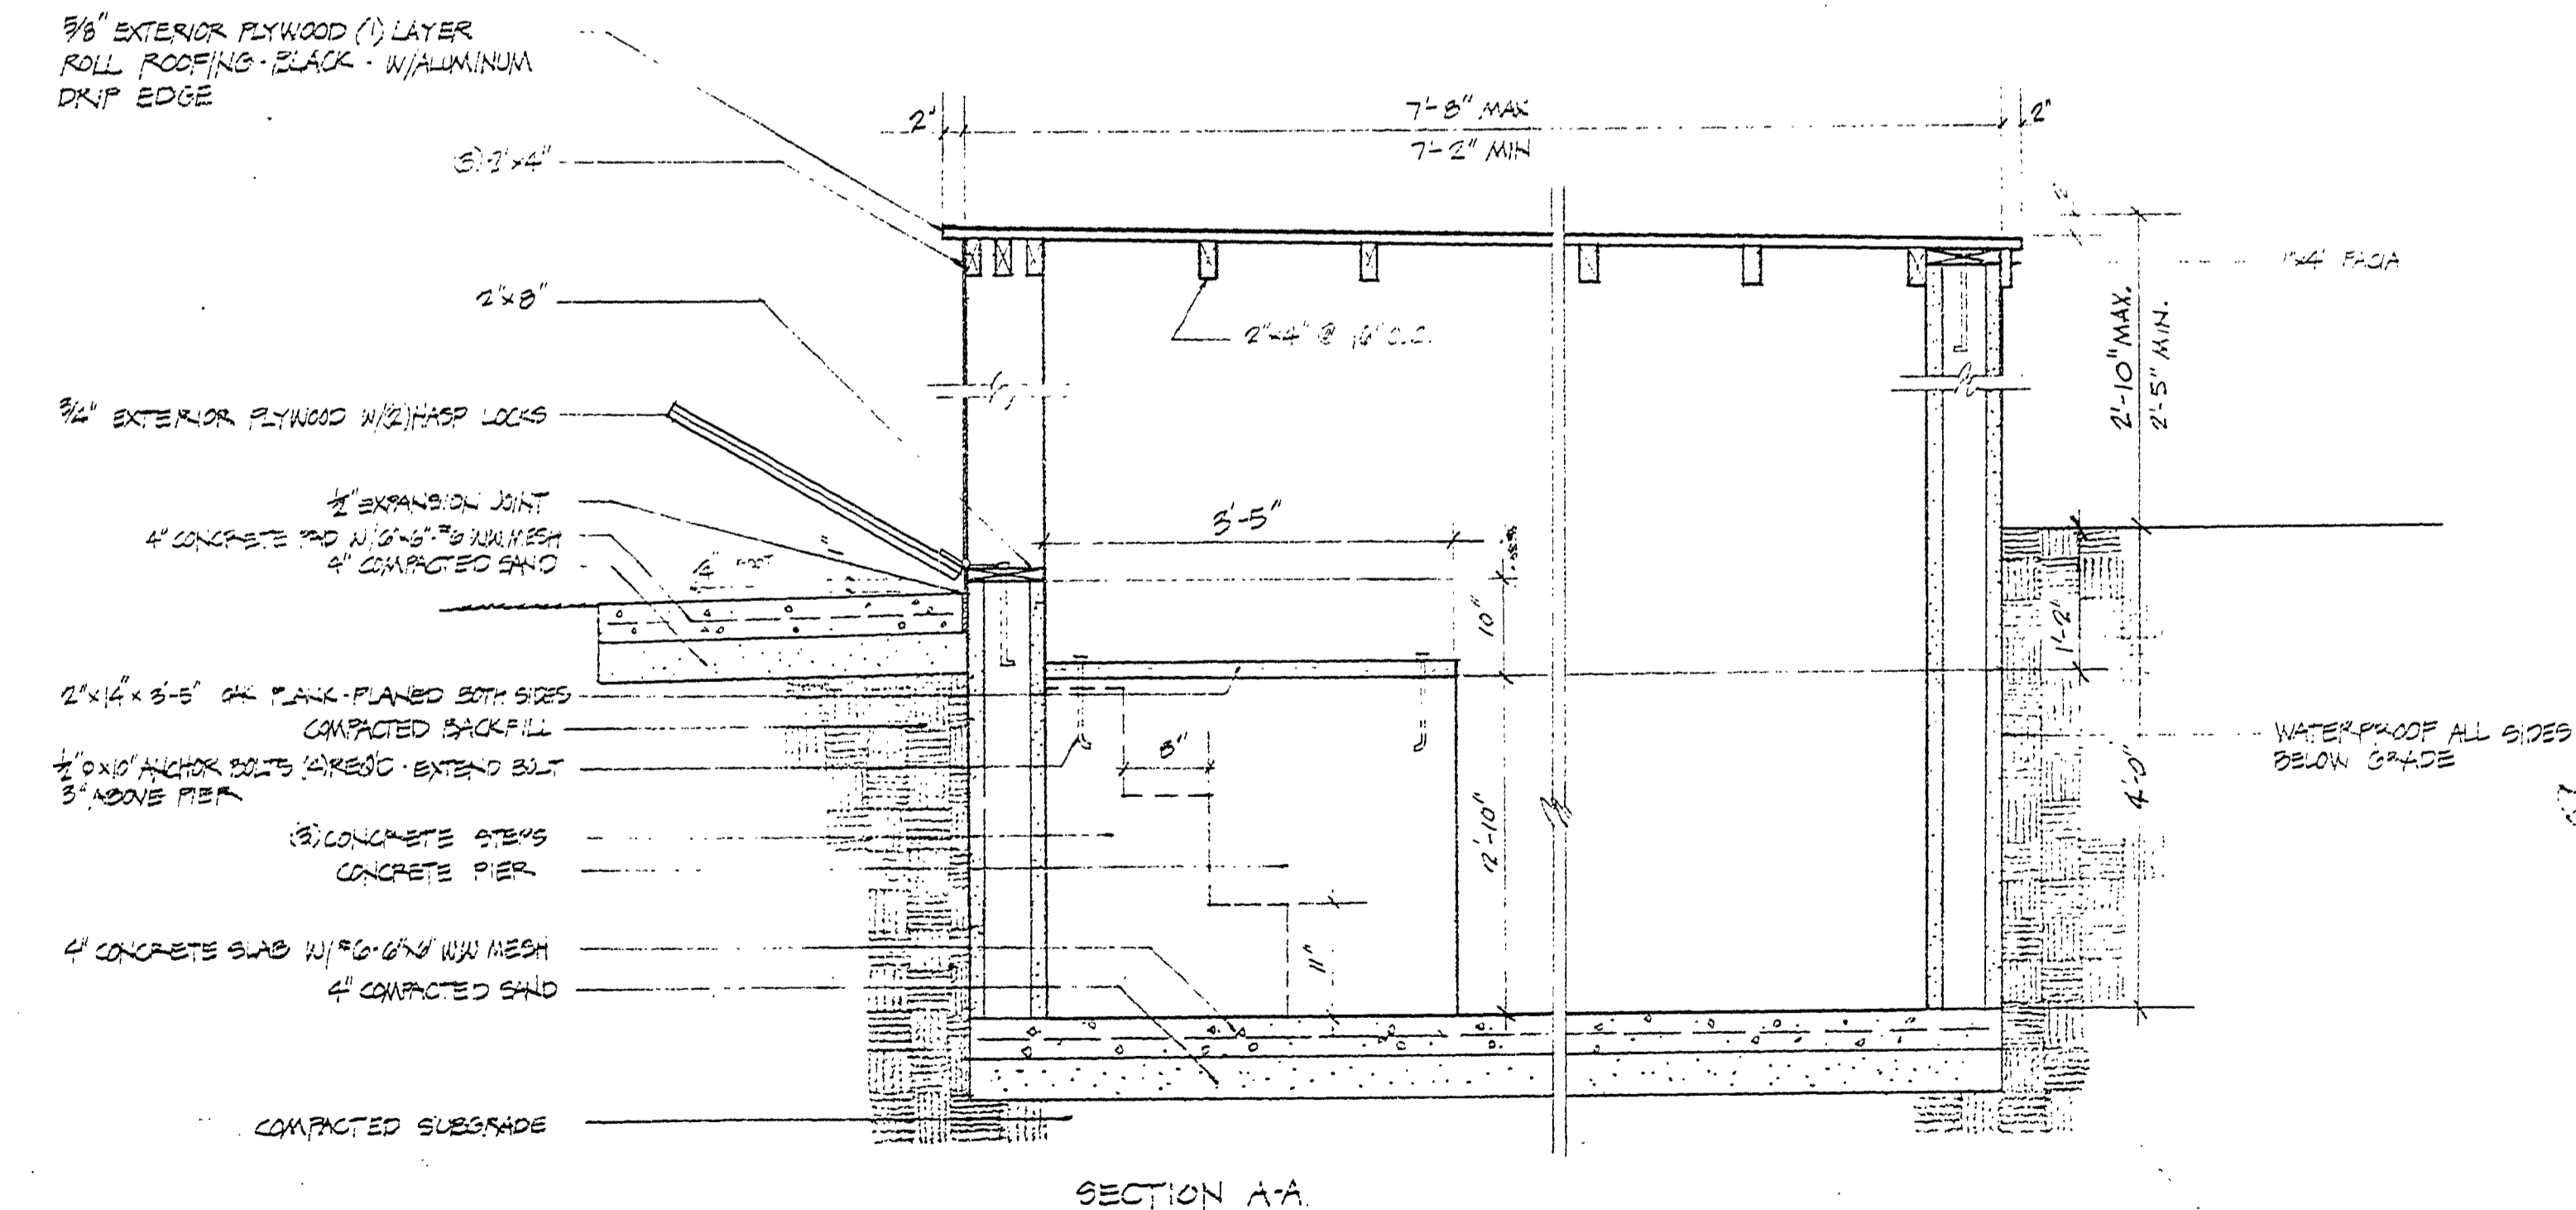 5/8" EXTERIOR PLYWOOD (1) LAYER
ROLL ROOFING - BLACK - W/ALUMINUM
DRIP EDGE
(3) 2"x4"
2"x8"
3/4" EXTERIOR PLYWOOD W/(2) HASP LOCKS
1/2" EXPANSION JOINT
4" CONCRETE PAD W/6"x6"-#6 WW MESH
4" COMPACTED SAND
2"x14"x3'-5" OAK PLANK - PLANED BOTH SIDES
COMPACTED BACKFILL
1/2"ØX10" ANCHOR BOLTS (4) REQ'D - EXTEND BOLT
3" ABOVE PIER
(3) CONCRETE STEPS
CONCRETE PIER
4" CONCRETE SLAB W/#6-6"x6" WW MESH
4" COMPACTED SAND
COMPACTED SUBGRADE
2"
7'-8" MAX
7'-2" MIN
2"
2"x4" @ 16" O.C.
3'-5"
10"
8"
11"
2'-10"
1"x4" FACIA
2'-10" MAX.
2'-5" MIN.
1'-2"
4'-0"
WATERPROOF ALL SIDES
BELOW GRADE
SECTION A-A